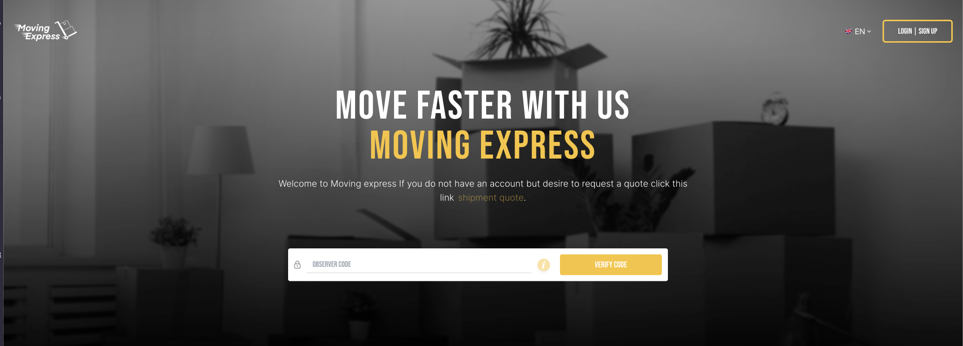 Moving
Express
EN
LOGIN | SIGN UP
MOVE FASTER WITH US
MOVING EXPRESS
Welcome to Moving express If you do not have an account but desire to request a quote click this
link shipment quote.
OBSERVER CODE
i
VERIFY CODE